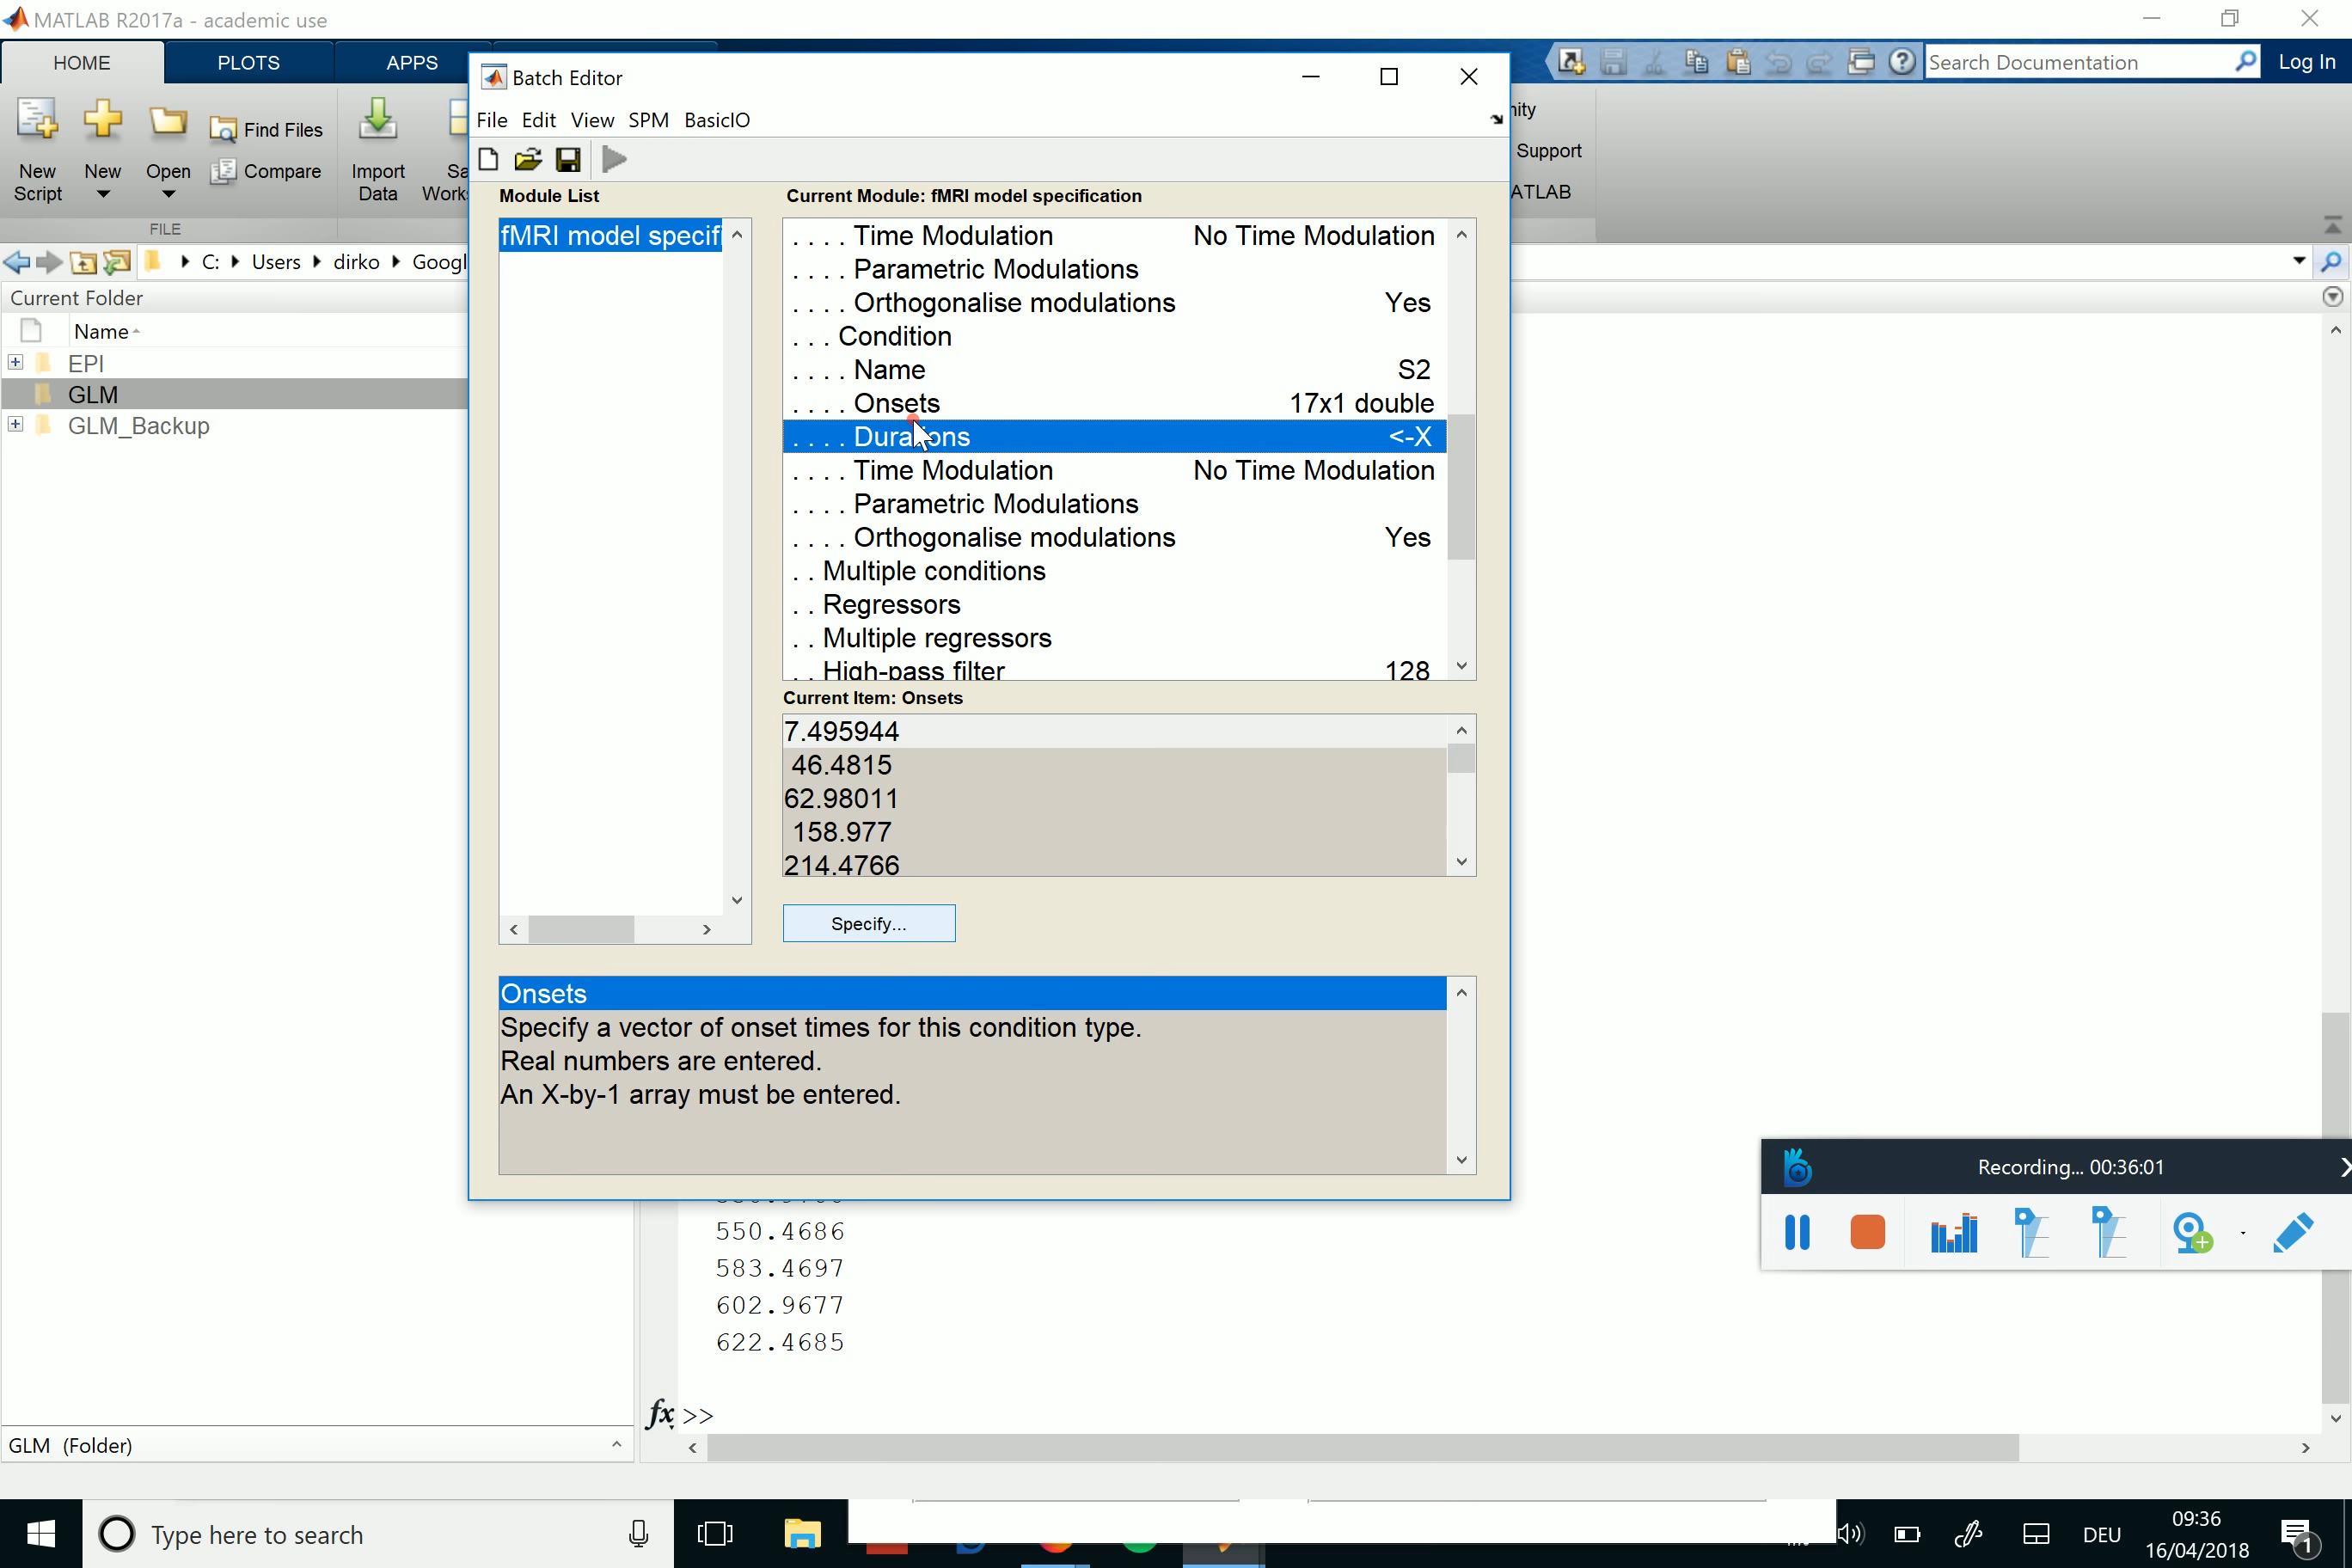 MATLAB R2017a - academic use
HOME PLOTS APPS
Search Documentation Log In
Batch Editor
File Edit View SPM BasicIO
New Script
New
Open
Find Files
Compare
Import Data
FILE
Support
ATLAB
C: Users dirko Googl
Current Folder
Name
EPI
GLM
GLM_Backup
Module List
fMRI model specifi
Current Module: fMRI model specification
. . . . Time Modulation No Time Modulation
. . . . Parametric Modulations
. . . . Orthogonalise modulations Yes
. . . Condition
. . . . Name S2
. . . . Onsets 17x1 double
. . . . Durations <-X
. . . . Time Modulation No Time Modulation
. . . . Parametric Modulations
. . . . Orthogonalise modulations Yes
. . Multiple conditions
. . Regressors
. . Multiple regressors
. . High-pass filter 128
Current Item: Onsets
7.495944
46.4815
62.98011
158.977
214.4766
Specify...
Onsets
Specify a vector of onset times for this condition type.
Real numbers are entered.
An X-by-1 array must be entered.
550.4686
583.4697
602.9677
622.4685
fx >>
Recording... 00:36:01
GLM (Folder)
Type here to search
DEU
09:36
16/04/2018
1